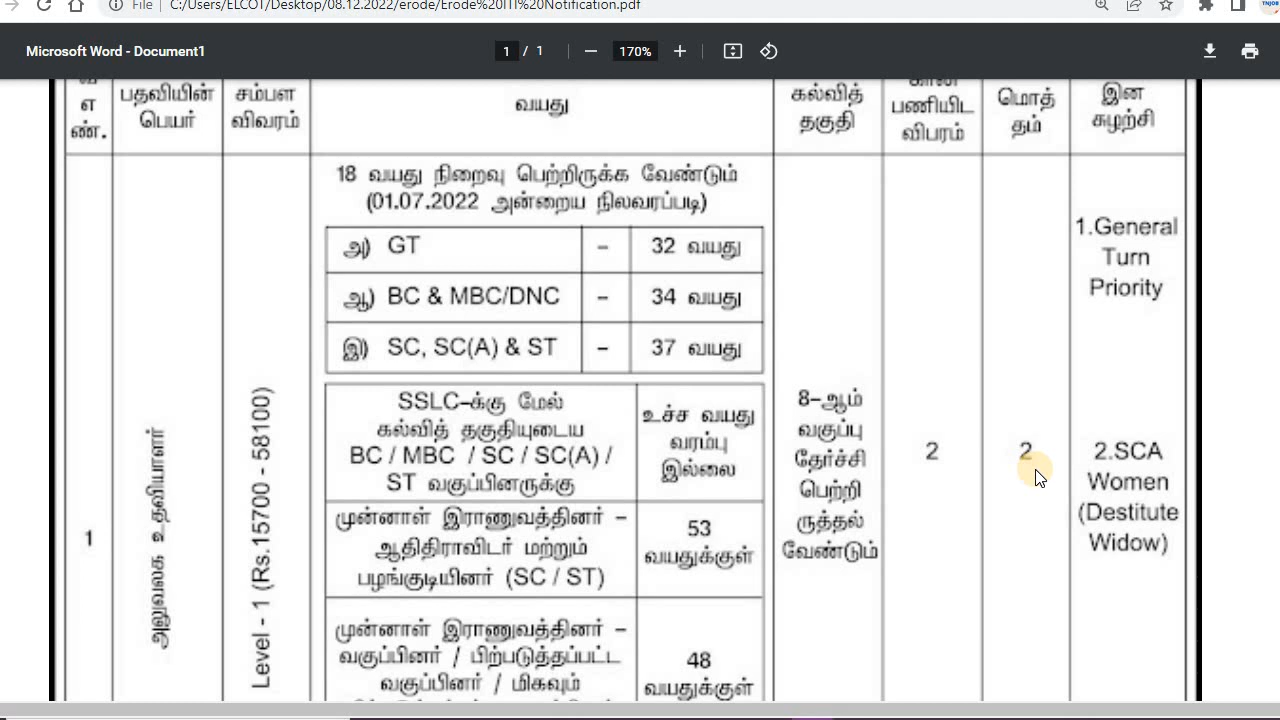 File
C:/Users/ELCOT/Desktop/08.12.2022/erode/Erode%20ITI%20Notification.pdf
Microsoft Word - Document1
1 / 1
170%
எ
ண்.
பதவியின்
பெயர்
சம்பள
விவரம்
வயது
கல்வித்
தகுதி
பணியிட
விபரம்
மொத்
தம்
இன
சுழற்சி
1
அலுவலக உதவியாளர்
Level - 1 (Rs.15700 - 58100)
18 வயது நிறைவு பெற்றிருக்க வேண்டும்
(01.07.2022 அன்றைய நிலவரப்படி)
அ) GT - 32 வயது
ஆ) BC & MBC/DNC - 34 வயது
இ) SC, SC(A) & ST - 37 வயது
SSLC-க்கு மேல்
கல்வித் தகுதியுடைய
BC / MBC / SC / SC(A) /
ST வகுப்பினருக்கு
உச்ச வயது
வரம்பு
இல்லை
முன்னாள் இராணுவத்தினர் –
ஆதிதிராவிடர் மற்றும்
பழங்குடியினர் (SC / ST)
53
வயதுக்குள்
முன்னாள் இராணுவத்தினர் –
வகுப்பினர் / பிற்படுத்தப்பட்ட
வகுப்பினர் / மிகவும்
48
வயதுக்குள்
8-ஆம்
வகுப்பு
தேர்ச்சி
பெற்றி
ருத்தல்
வேண்டும்
2
2
1.General
Turn
Priority
2.SCA
Women
(Destitute
Widow)